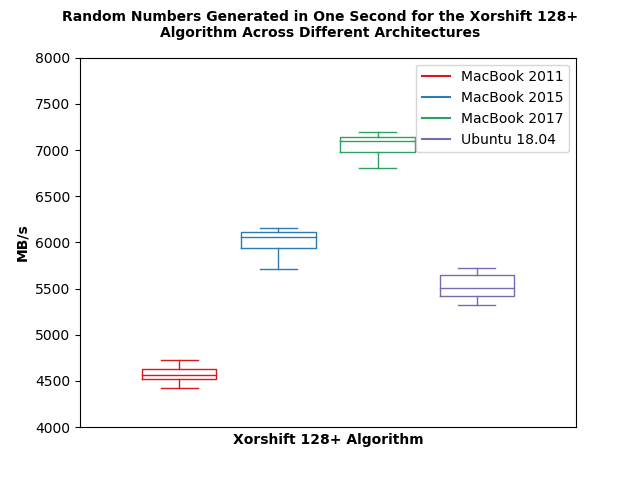 Random Numbers Generated in One Second for the Xorshift 128+
Algorithm Across Different Architectures
8000
7500
7000
6500
6000
5500
5000
4500
4000
MB/s
MacBook 2011
MacBook 2015
MacBook 2017
Ubuntu 18.04
Xorshift 128+ Algorithm